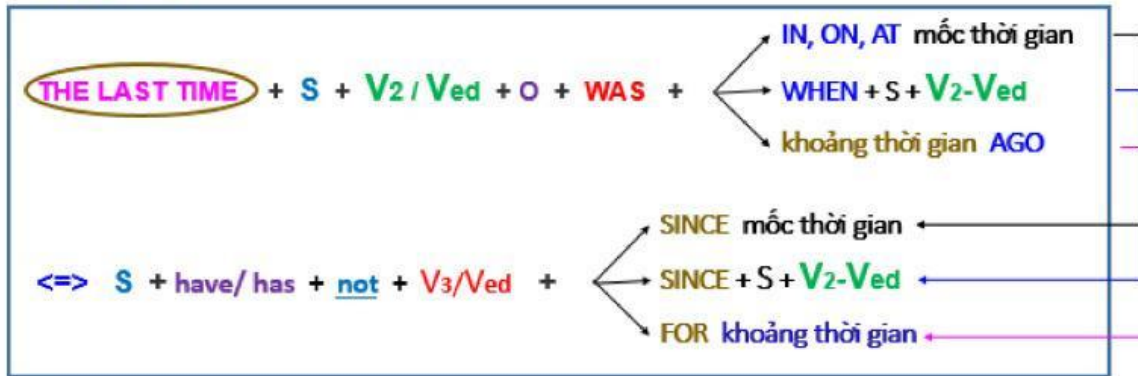 IN, ON, AT mốc thời gian
THE LAST TIME + S + V2 / Ved + O + WAS + WHEN + S + V2-Ved
khoảng thời gian AGO
SINCE mốc thời gian
<=> S + have/ has + not + V3/Ved + SINCE + S + V2-Ved
FOR khoảng thời gian